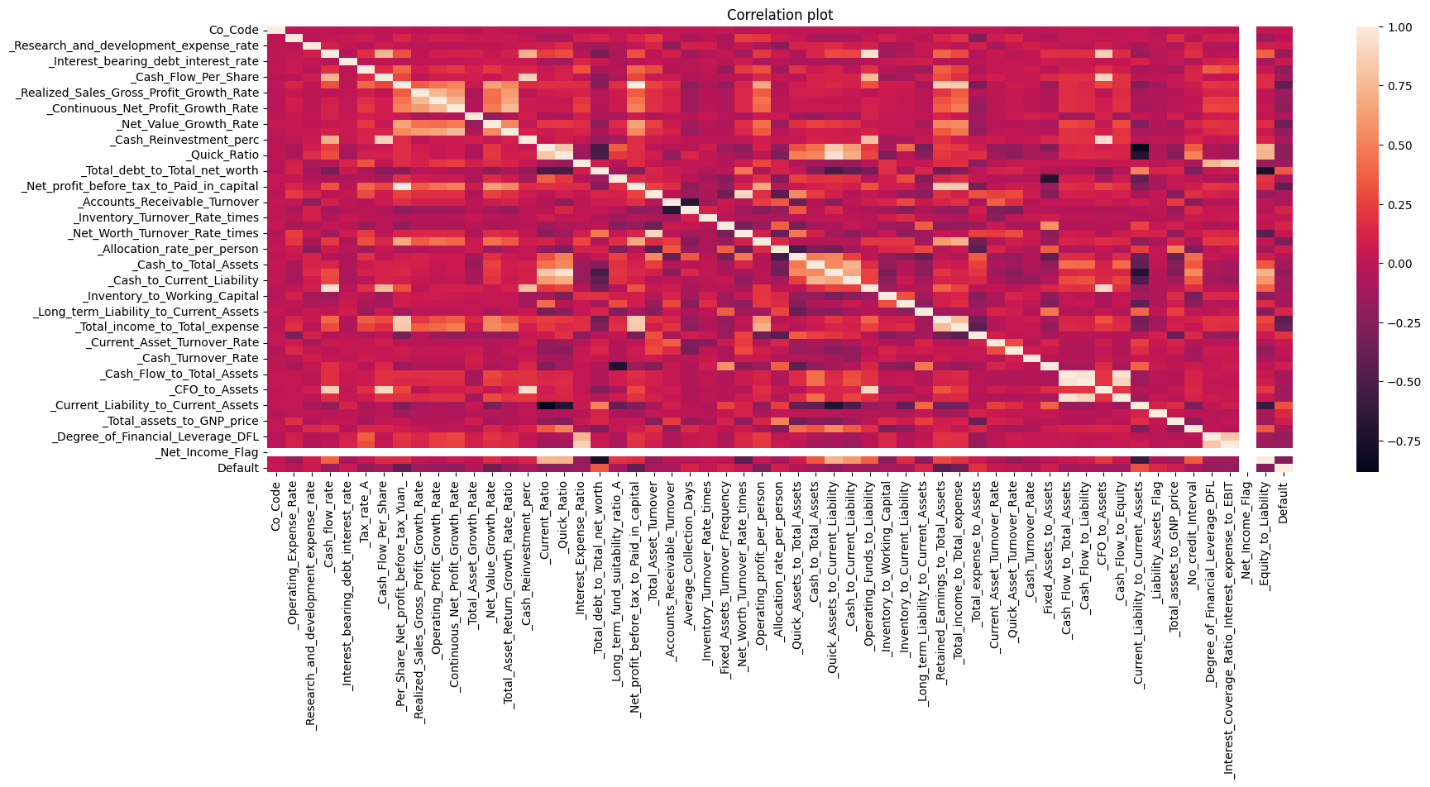 Correlation plot
Co_Code
_Research_and_development_expense_rate
_Interest_bearing_debt_interest_rate
_Cash_Flow_Per_Share
_Realized_Sales_Gross_Profit_Growth_Rate
_Continuous_Net_Profit_Growth_Rate
_Net_Value_Growth_Rate
_Cash_Reinvestment_perc
_Quick_Ratio
_Total_debt_to_Total_net_worth
_Net_profit_before_tax_to_Paid_in_capital
_Accounts_Receivable_Turnover
_Inventory_Turnover_Rate_times
_Net_Worth_Turnover_Rate_times
_Allocation_rate_per_person
_Cash_to_Total_Assets
_Cash_to_Current_Liability
_Inventory_to_Working_Capital
_Long_term_Liability_to_Current_Assets
_Total_income_to_Total_expense
_Current_Asset_Turnover_Rate
_Cash_Turnover_Rate
_Cash_Flow_to_Total_Assets
_CFO_to_Assets
_Current_Liability_to_Current_Assets
_Total_assets_to_GNP_price
_Degree_of_Financial_Leverage_DFL
_Net_Income_Flag
Default
Co_Code
_Operating_Expense_Rate
_Research_and_development_expense_rate
_Cash_flow_rate
_Interest_bearing_debt_interest_rate
_Tax_rate_A
_Cash_Flow_Per_Share
_Per_Share_Net_profit_before_tax_Yuan_
_Realized_Sales_Gross_Profit_Growth_Rate
_Operating_Profit_Growth_Rate
_Continuous_Net_Profit_Growth_Rate
_Total_Asset_Growth_Rate
_Net_Value_Growth_Rate
_Total_Asset_Return_Growth_Rate_Ratio
_Cash_Reinvestment_perc
_Current_Ratio
_Quick_Ratio
_Interest_Expense_Ratio
_Total_debt_to_Total_net_worth
_Long_term_fund_suitability_ratio_A
_Net_profit_before_tax_to_Paid_in_capital
_Total_Asset_Turnover
_Accounts_Receivable_Turnover
_Average_Collection_Days
_Inventory_Turnover_Rate_times
_Fixed_Assets_Turnover_Frequency
_Net_Worth_Turnover_Rate_times
_Operating_profit_per_person
_Allocation_rate_per_person
_Quick_Assets_to_Total_Assets
_Cash_to_Total_Assets
_Quick_Assets_to_Current_Liability
_Cash_to_Current_Liability
_Operating_Funds_to_Liability
_Inventory_to_Working_Capital
_Inventory_to_Current_Liability
_Long_term_Liability_to_Current_Assets
_Retained_Earnings_to_Total_Assets
_Total_income_to_Total_expense
_Total_expense_to_Assets
_Current_Asset_Turnover_Rate
_Quick_Asset_Turnover_Rate
_Cash_Turnover_Rate
_Fixed_Assets_to_Assets
_Cash_Flow_to_Total_Assets
_Cash_Flow_to_Liability
_CFO_to_Assets
_Cash_Flow_to_Equity
_Current_Liability_to_Current_Assets
_Liability_Assets_Flag
_Total_assets_to_GNP_price
_No_credit_Interval
_Degree_of_Financial_Leverage_DFL
_Interest_Coverage_Ratio_Interest_expense_to_EBIT
_Net_Income_Flag
_Equity_to_Liability
Default
1.00
0.75
0.50
0.25
0.00
−0.25
−0.50
−0.75